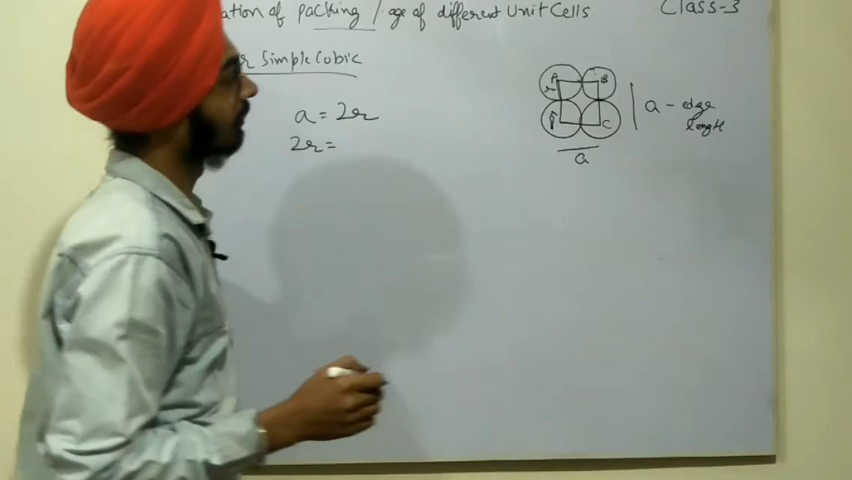 ation of packing / age of different Unit Cells
Class-3
r Simple Cubic
a = 2r
2r =
A B
r
C
a - edge
length
a